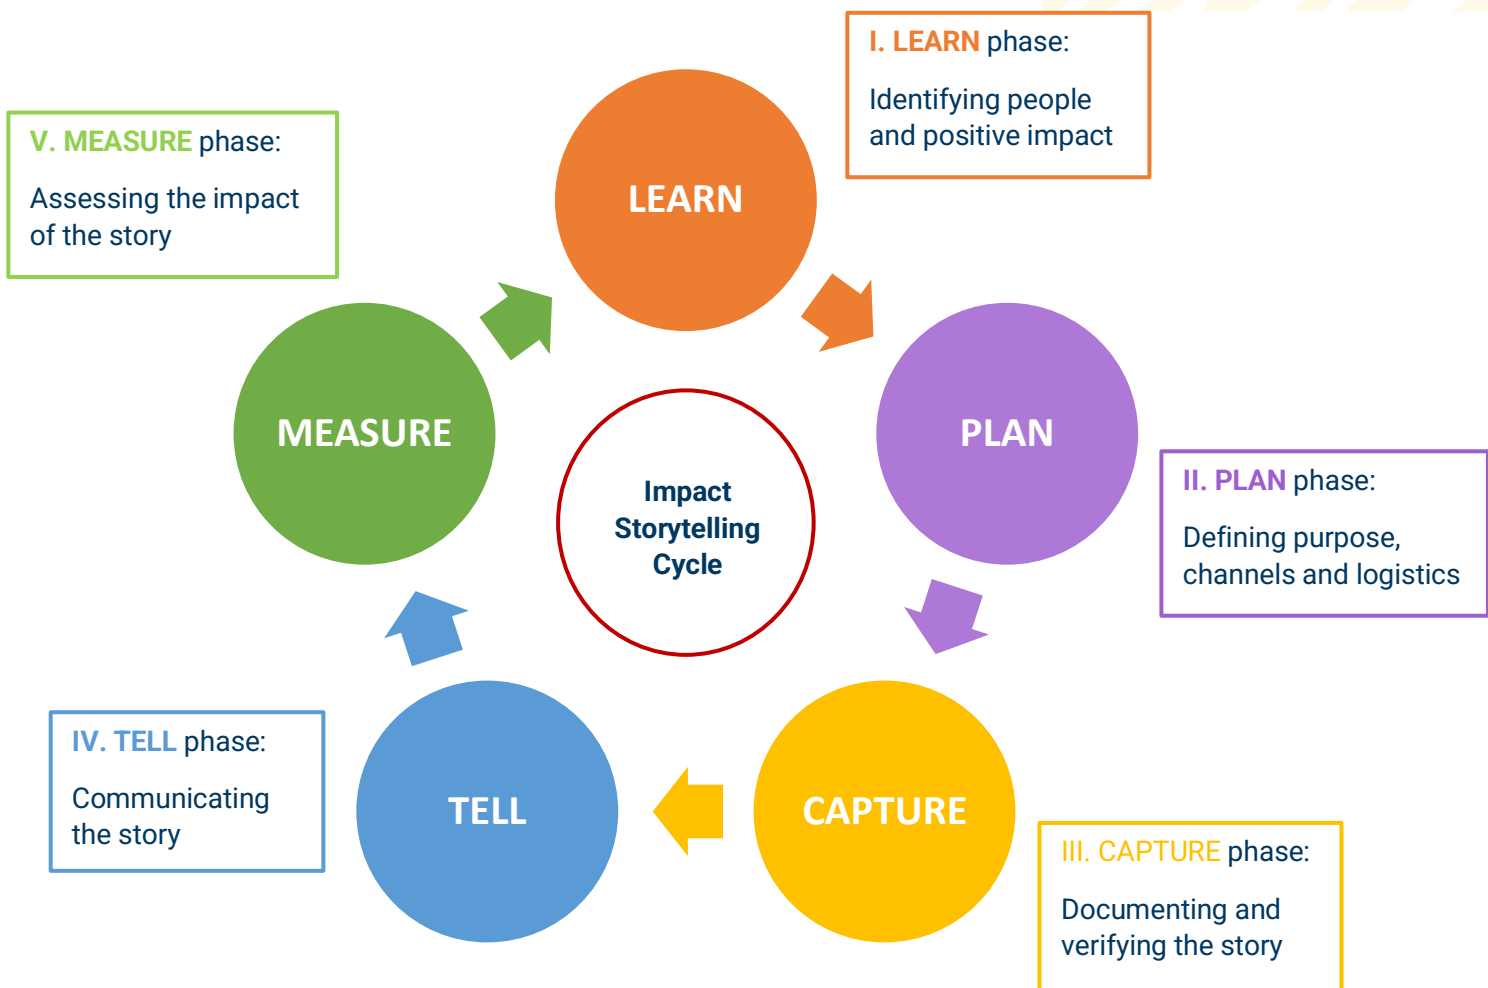 I. LEARN phase:
Identifying people
and positive impact
V. MEASURE phase:
Assessing the impact
of the story
LEARN
MEASURE
PLAN
Impact
Storytelling
Cycle
II. PLAN phase:
Defining purpose,
channels and logistics
IV. TELL phase:
Communicating
the story
TELL
CAPTURE
III. CAPTURE phase:
Documenting and
verifying the story